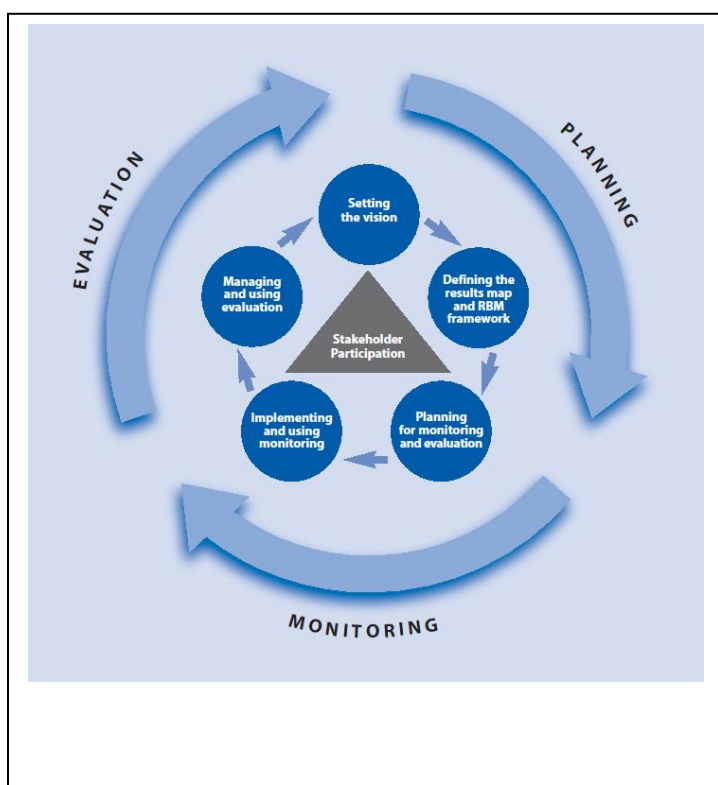 EVALUATION
PLANNING
Setting
the vision
Managing
and using
evaluation
Defining the
results map
and RBM
framework
Stakeholder
Participation
Implementing
and using
monitoring
Planning
for monitoring
and evaluation
MONITORING